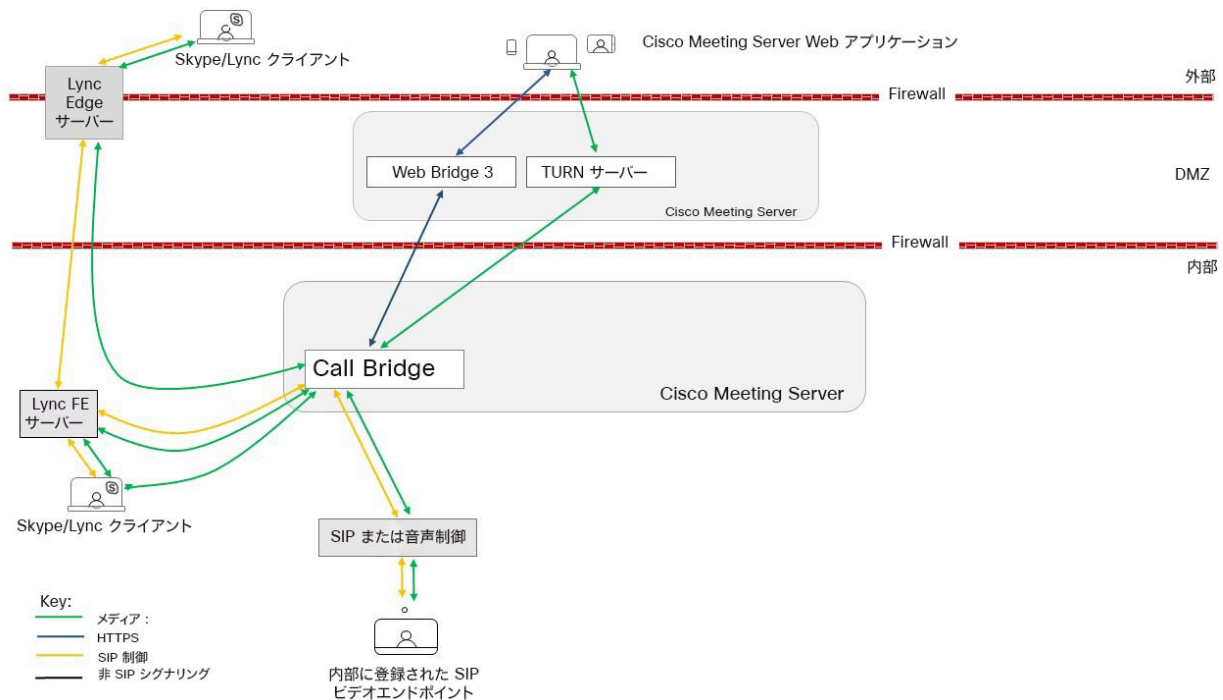 Skype/Lync クライアント
Cisco Meeting Server Web アプリケーション
外部
Lync
Edge
サーバー
Firewall
Web Bridge 3
TURN サーバー
DMZ
Cisco Meeting Server
Firewall
内部
Call Bridge
Cisco Meeting Server
Lync FE
サーバー
Skype/Lync クライアント
SIP または音声制御
Key:
メディア :
HTTPS
SIP 制御
非 SIP シグナリング
内部に登録された SIP
ビデオエンドポイント